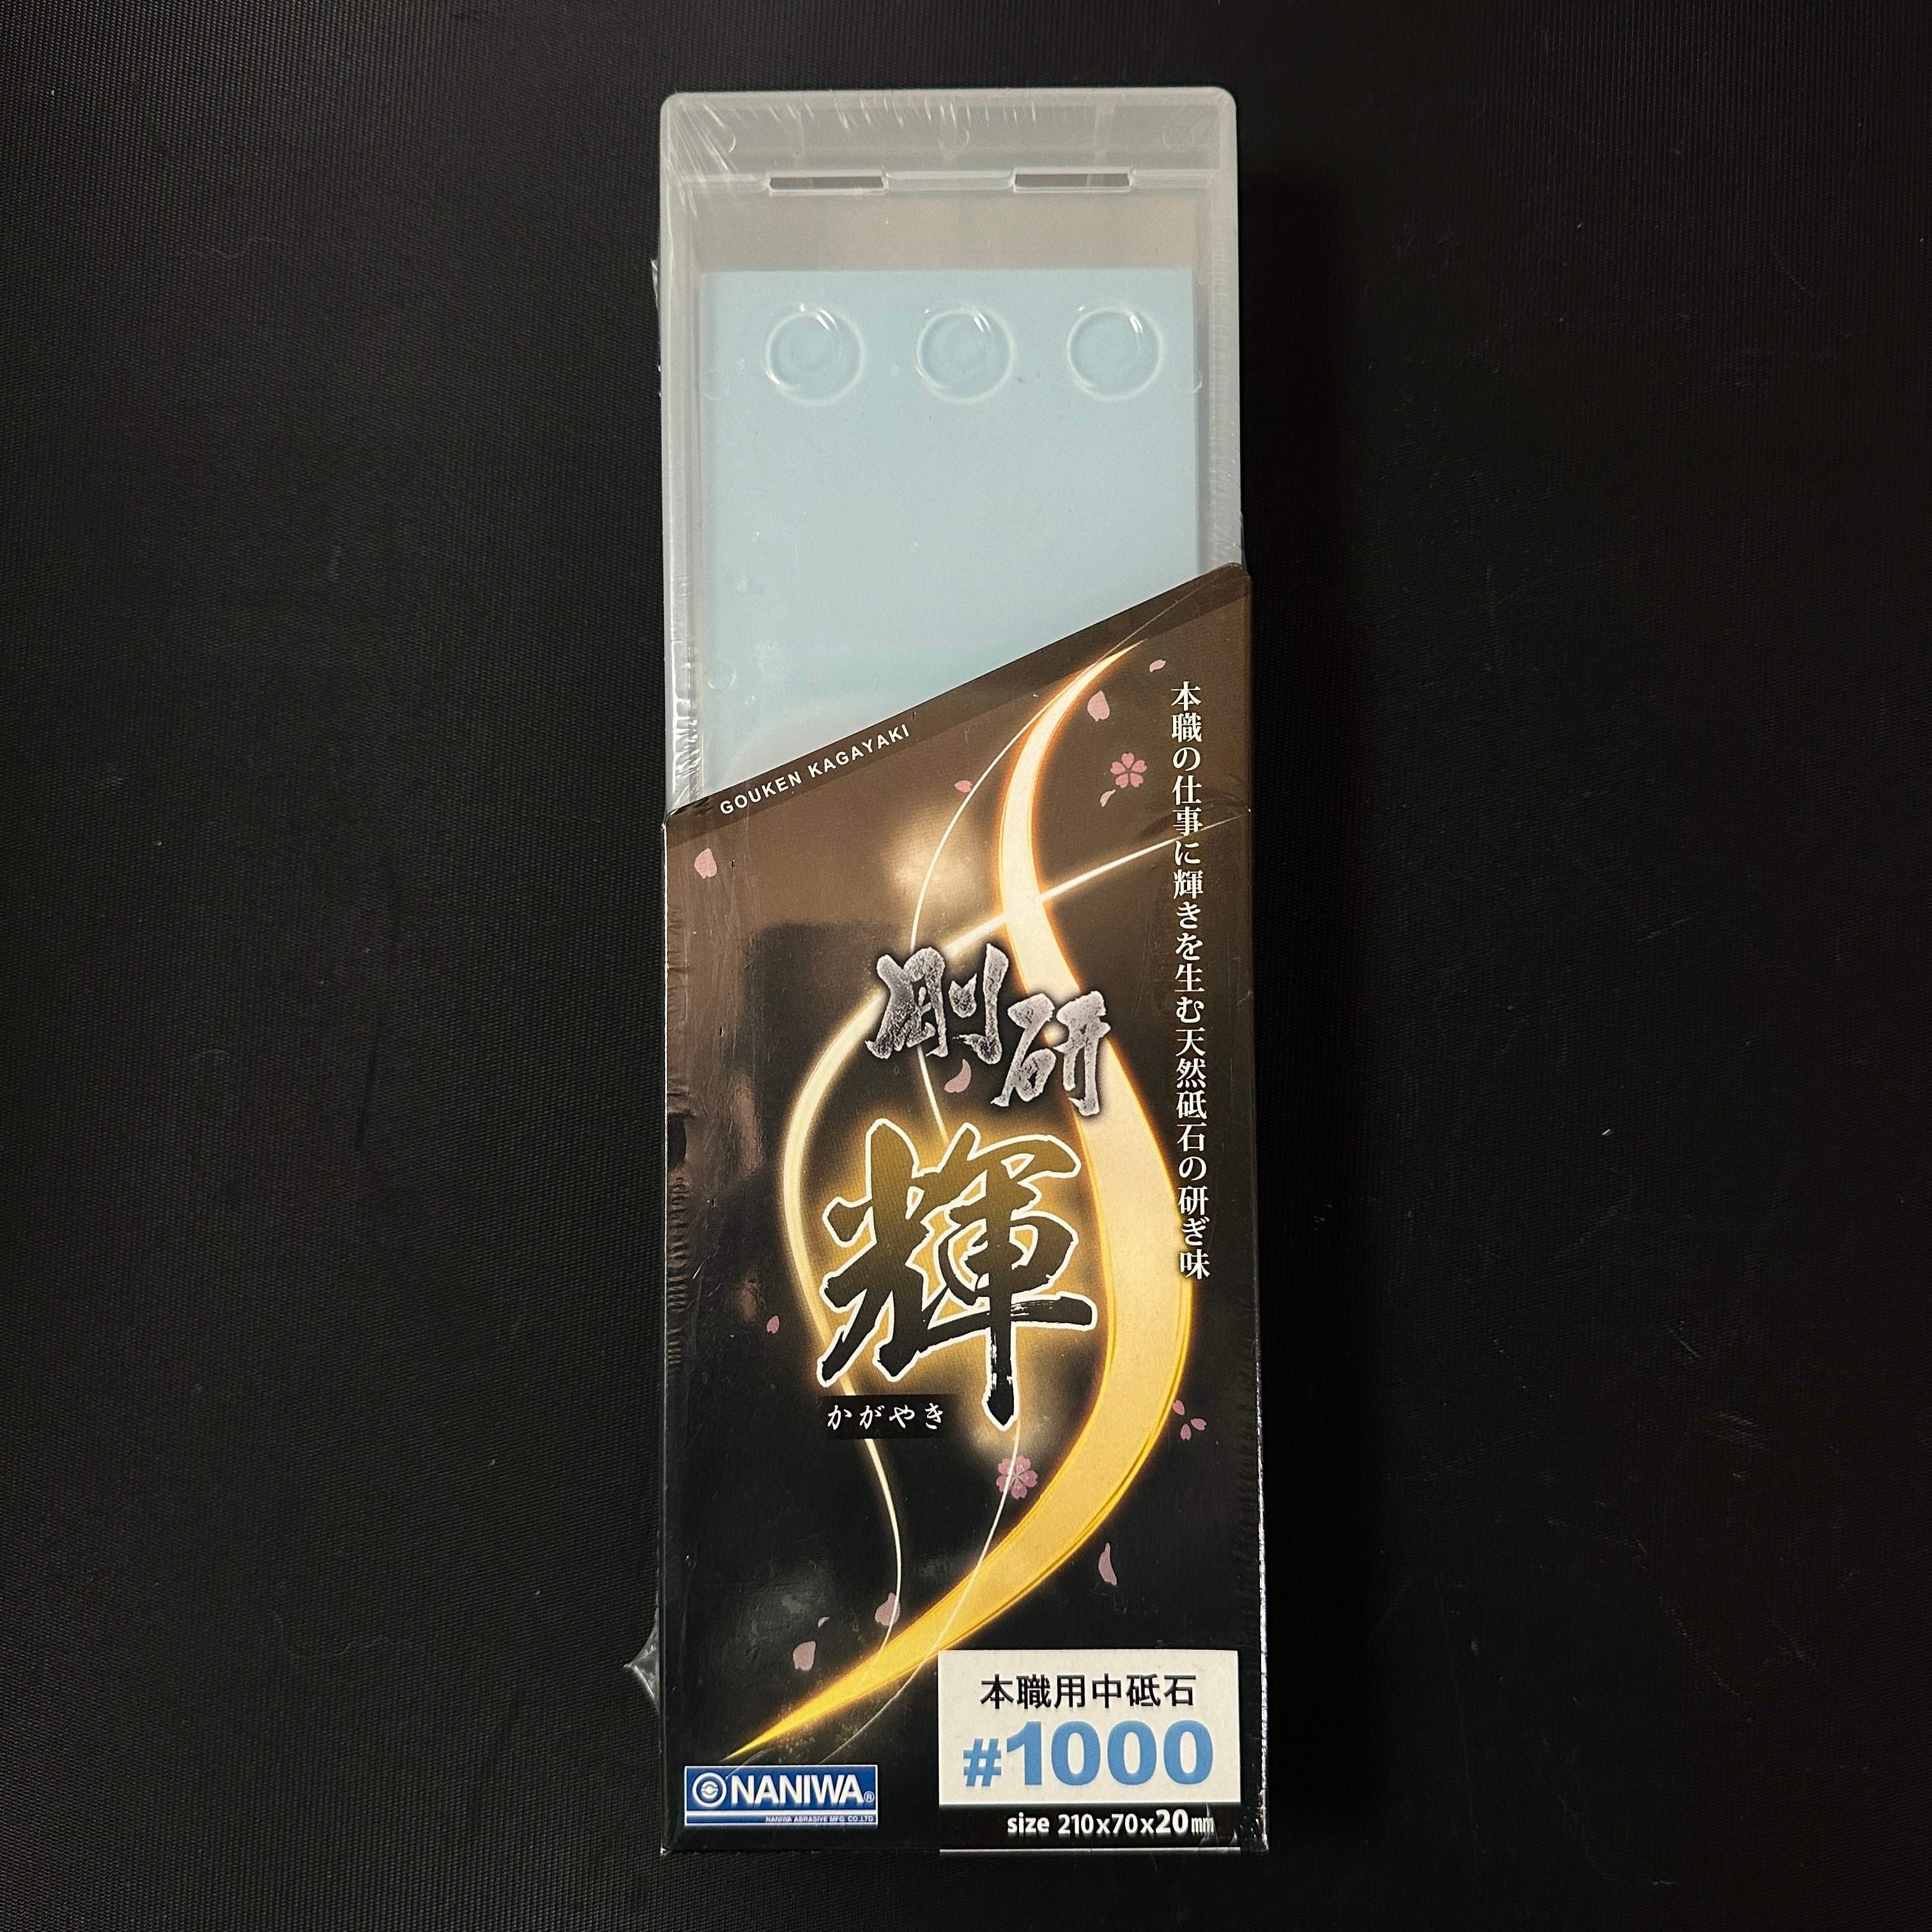 GOUKEN KAGAYAKI
本職の仕事に輝きを生む天然砥石の研ぎ味
剛研
輝
かがやき
本職用中砥石
#1000
size 210x70x20mm
NANIWA®
NANIWA ABRASIVE MFG. CO.,LTD.